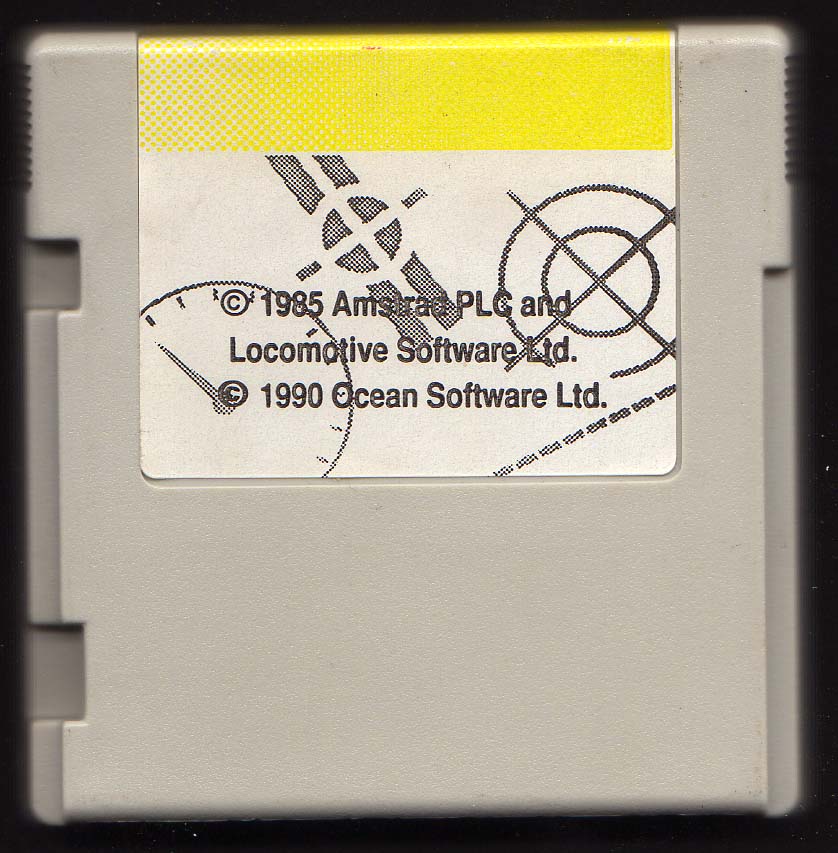 © 1985 Amstrad PLC and
Locomotive Software Ltd.
© 1990 Ocean Software Ltd.